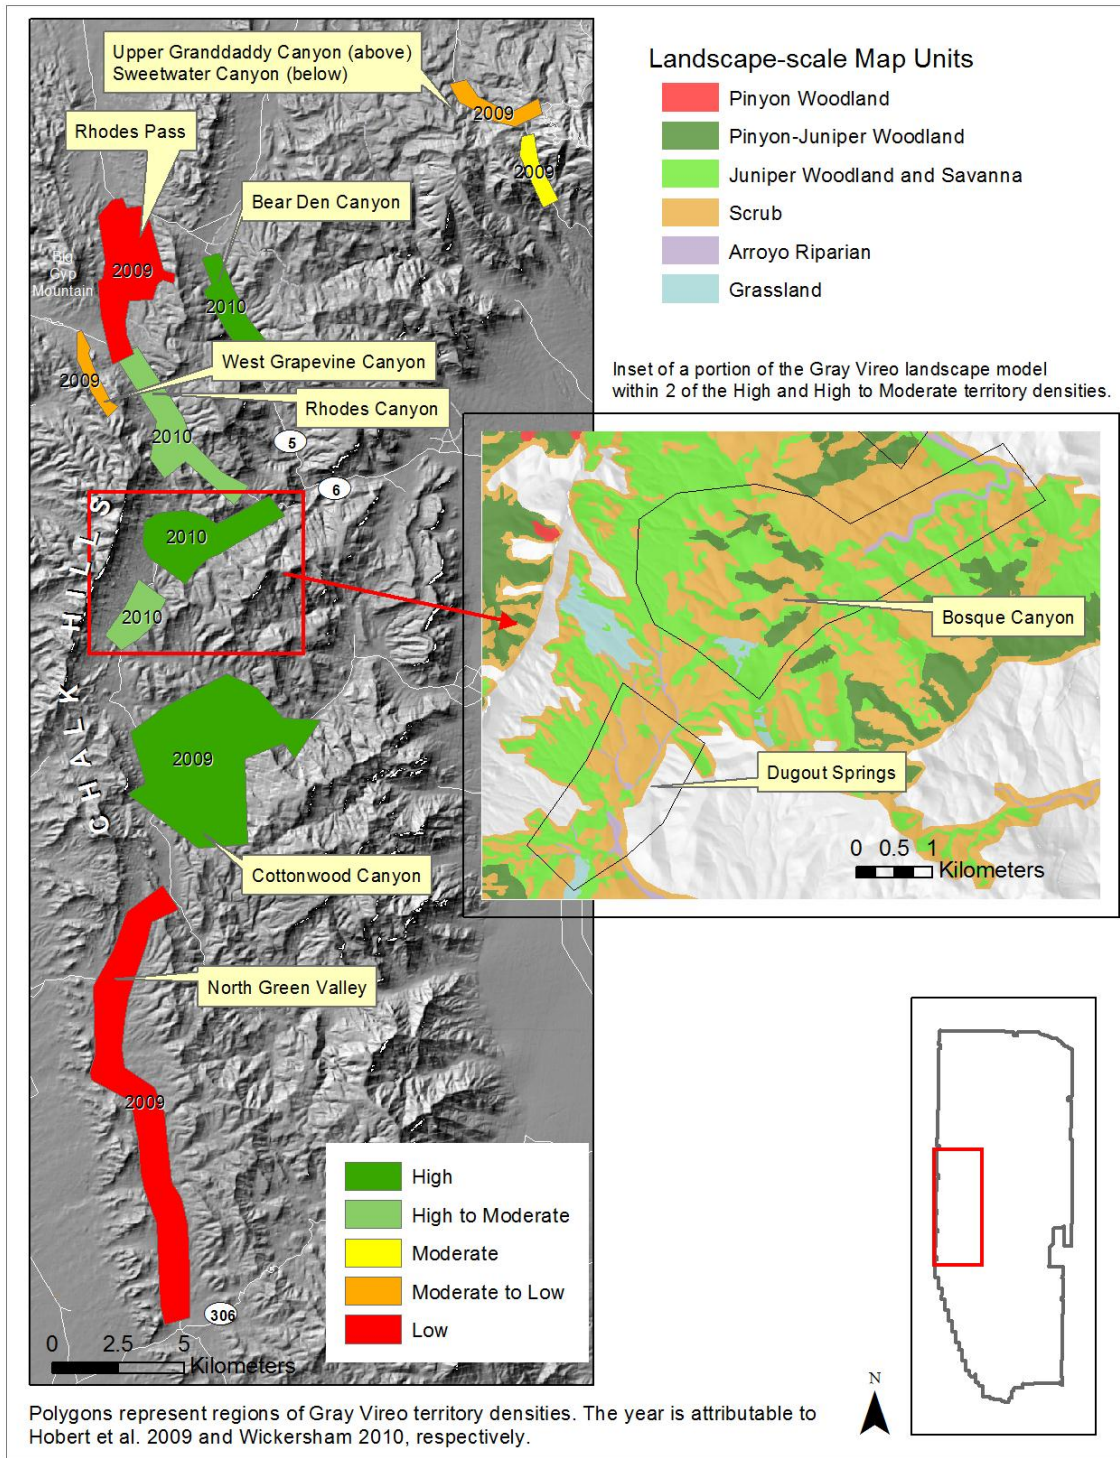 Upper Granddaddy Canyon (above)
Sweetwater Canyon (below)
2009
Rhodes Pass
2009
Bear Den Canyon
Big
Gyp
Mountain
2009
2010
West Grapevine Canyon
2009
Rhodes Canyon
2010
5
6
2010
2010
CHALK HILLS
2009
Cottonwood Canyon
North Green Valley
2009
306
High
High to Moderate
Moderate
Moderate to Low
Low
0 2.5 5
Kilometers
Landscape-scale Map Units
Pinyon Woodland
Pinyon-Juniper Woodland
Juniper Woodland and Savanna
Scrub
Arroyo Riparian
Grassland
Inset of a portion of the Gray Vireo landscape model
within 2 of the High and High to Moderate territory densities.
Bosque Canyon
Dugout Springs
0 0.5 1
Kilometers
N
Polygons represent regions of Gray Vireo territory densities. The year is attributable to
Hobert et al. 2009 and Wickersham 2010, respectively.